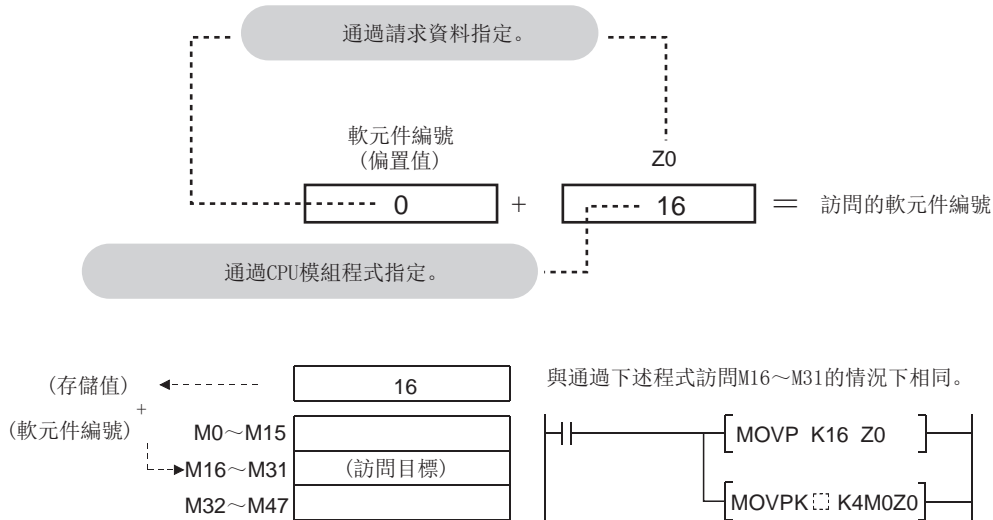 通過請求資料指定。
軟元件編號
(偏置值)
Z0
0 + 16 = 訪問的軟元件編號
通過CPU模組程式指定。
(存儲值)
16
與通過下述程式訪問M16～M31的情況下相同。
+
(軟元件編號)
M0～M15
MOVP K16 Z0
M16～M31
(訪問目標)
M32～M47
MOVPK K4M0Z0